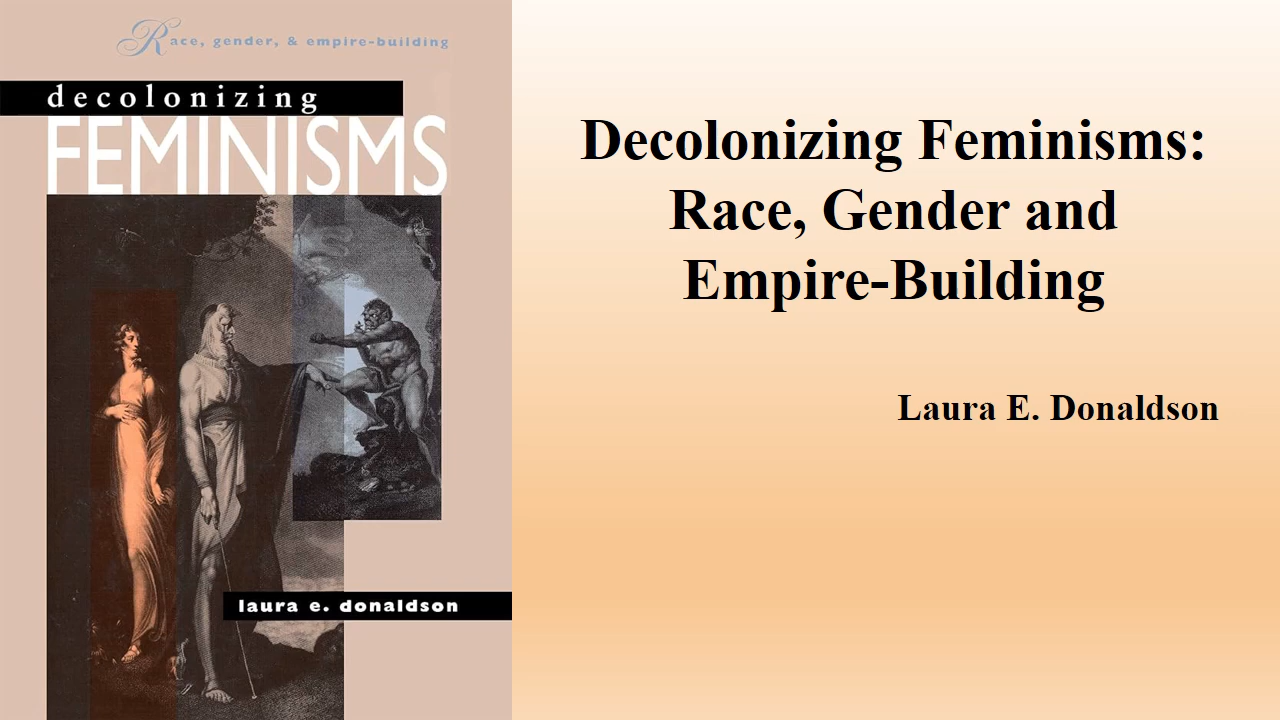 Race, gender, & empire-building
decolonizing
FEMINISMS
laura e. donaldson
Decolonizing Feminisms:
Race, Gender and
Empire-Building
Laura E. Donaldson